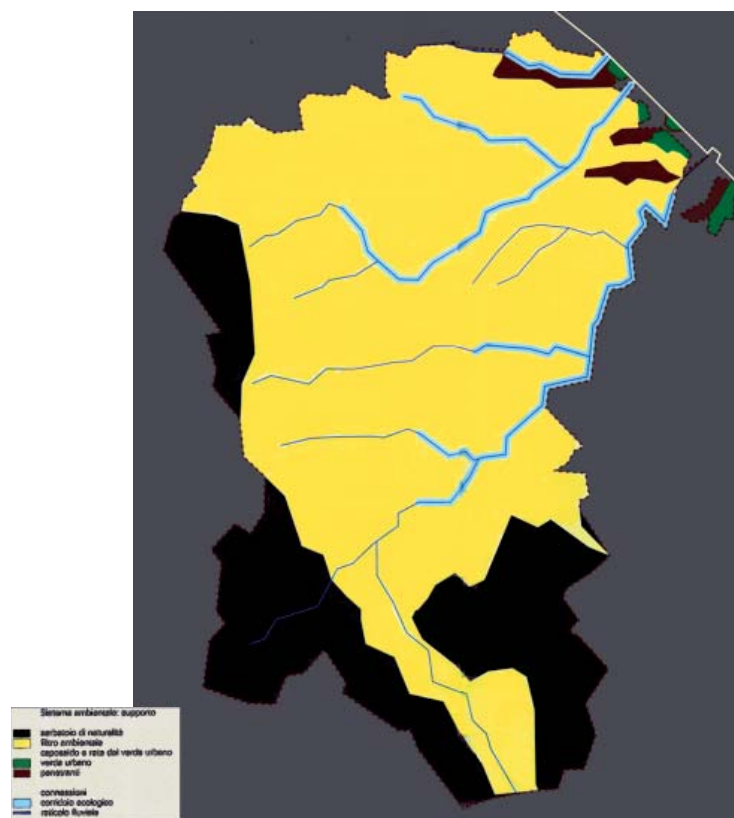 Sistema ambientale: supporto
serbatoio di naturalità
filtro ambientale
caposaldo e rete del verde urbano
verde urbano
penetranti
connessioni
corridoio ecologico
reticolo fluviale